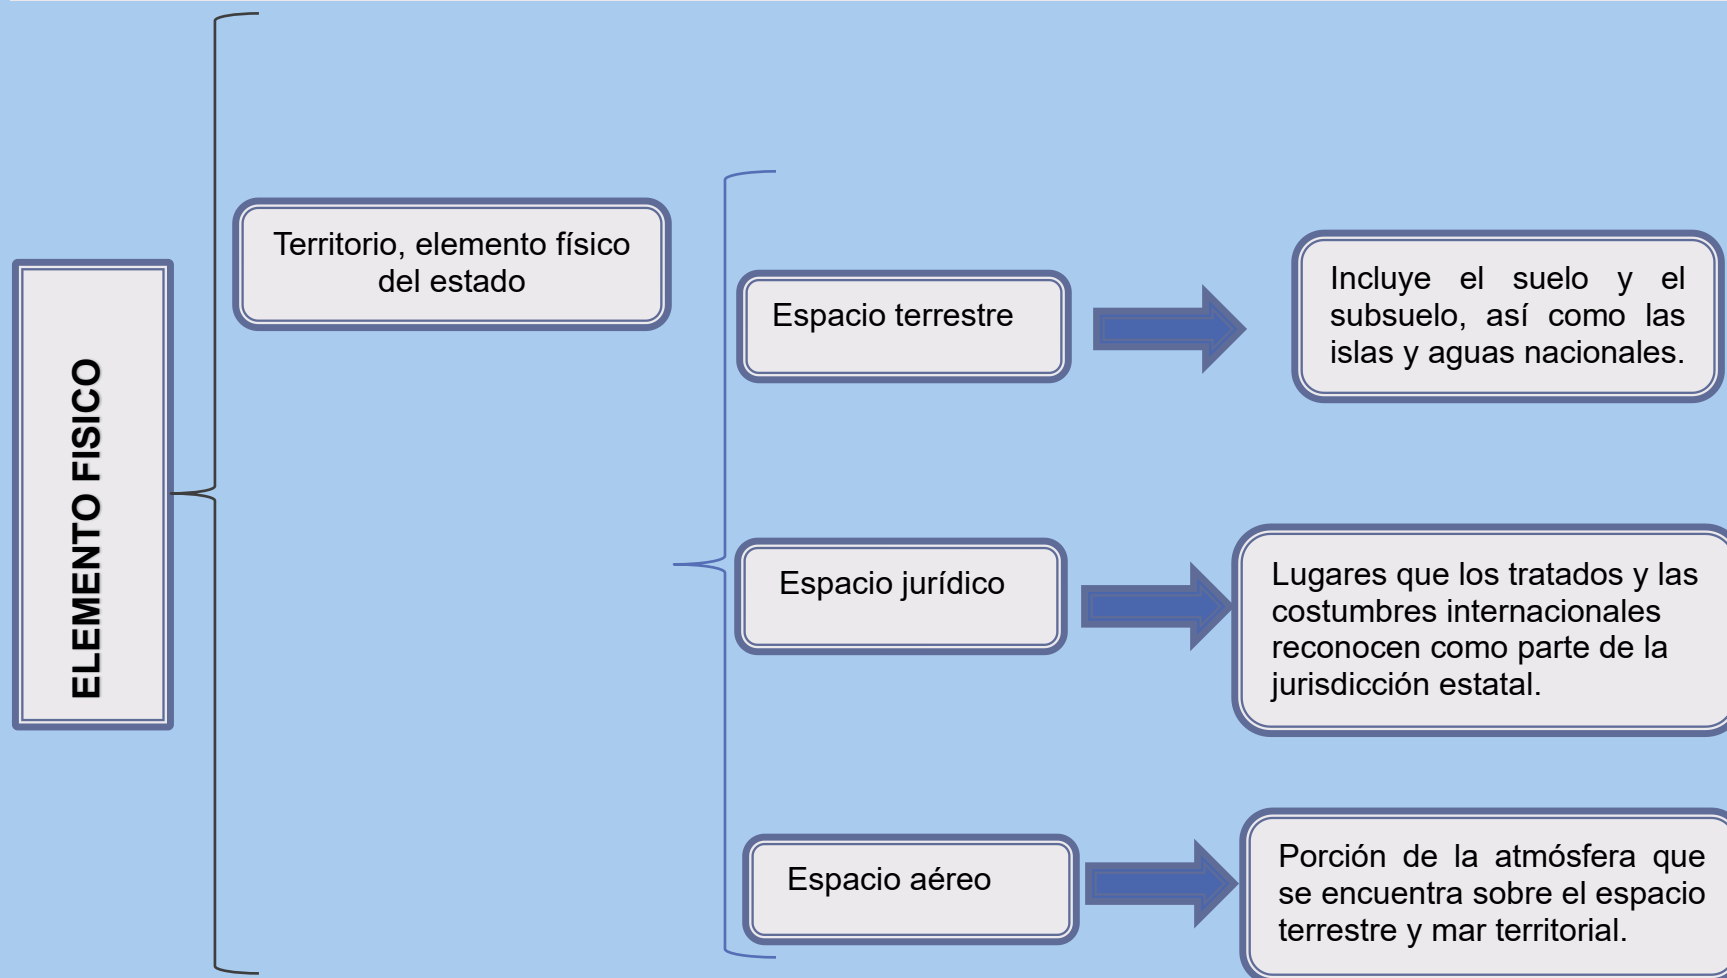 ELEMENTO FISICO
Territorio, elemento físico
del estado
Espacio terrestre
Incluye el suelo y el
subsuelo, así como las
islas y aguas nacionales.
Espacio jurídico
Lugares que los tratados y las
costumbres internacionales
reconocen como parte de la
jurisdicción estatal.
Espacio aéreo
Porción de la atmósfera que
se encuentra sobre el espacio
terrestre y mar territorial.